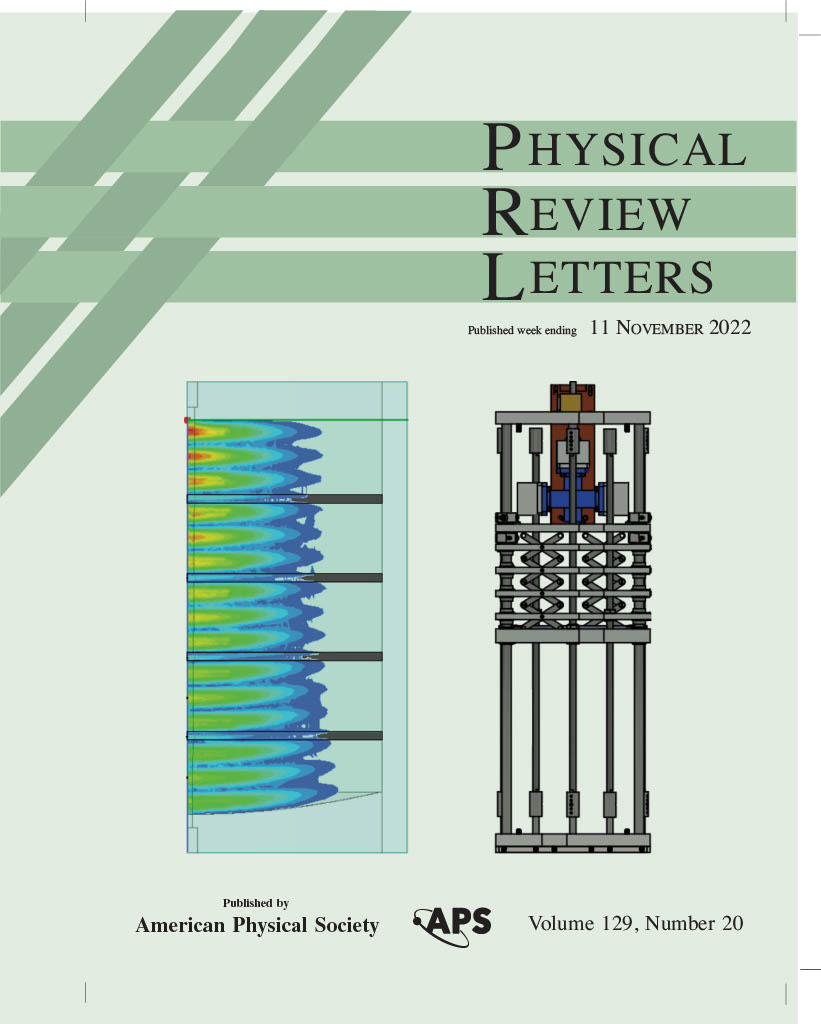 PHYSICAL
REVIEW
LETTERS
Published week ending 11 NOVEMBER 2022
Published by
American Physical Society
APS
Volume 129, Number 20